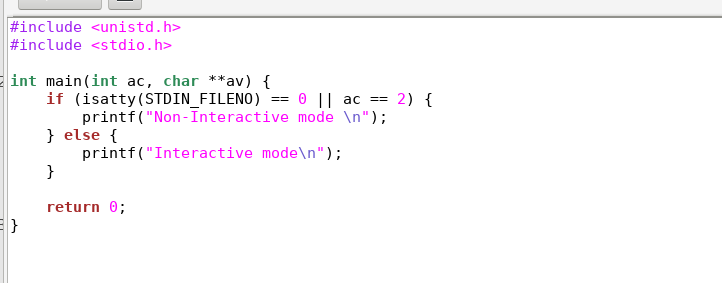 #include <unistd.h>
#include <stdio.h>
int main(int ac, char **av) {
    if (isatty(STDIN_FILENO) == 0 || ac == 2) {
        printf("Non-Interactive mode \n");
    } else {
        printf("Interactive mode\n");
    }
    return 0;
}